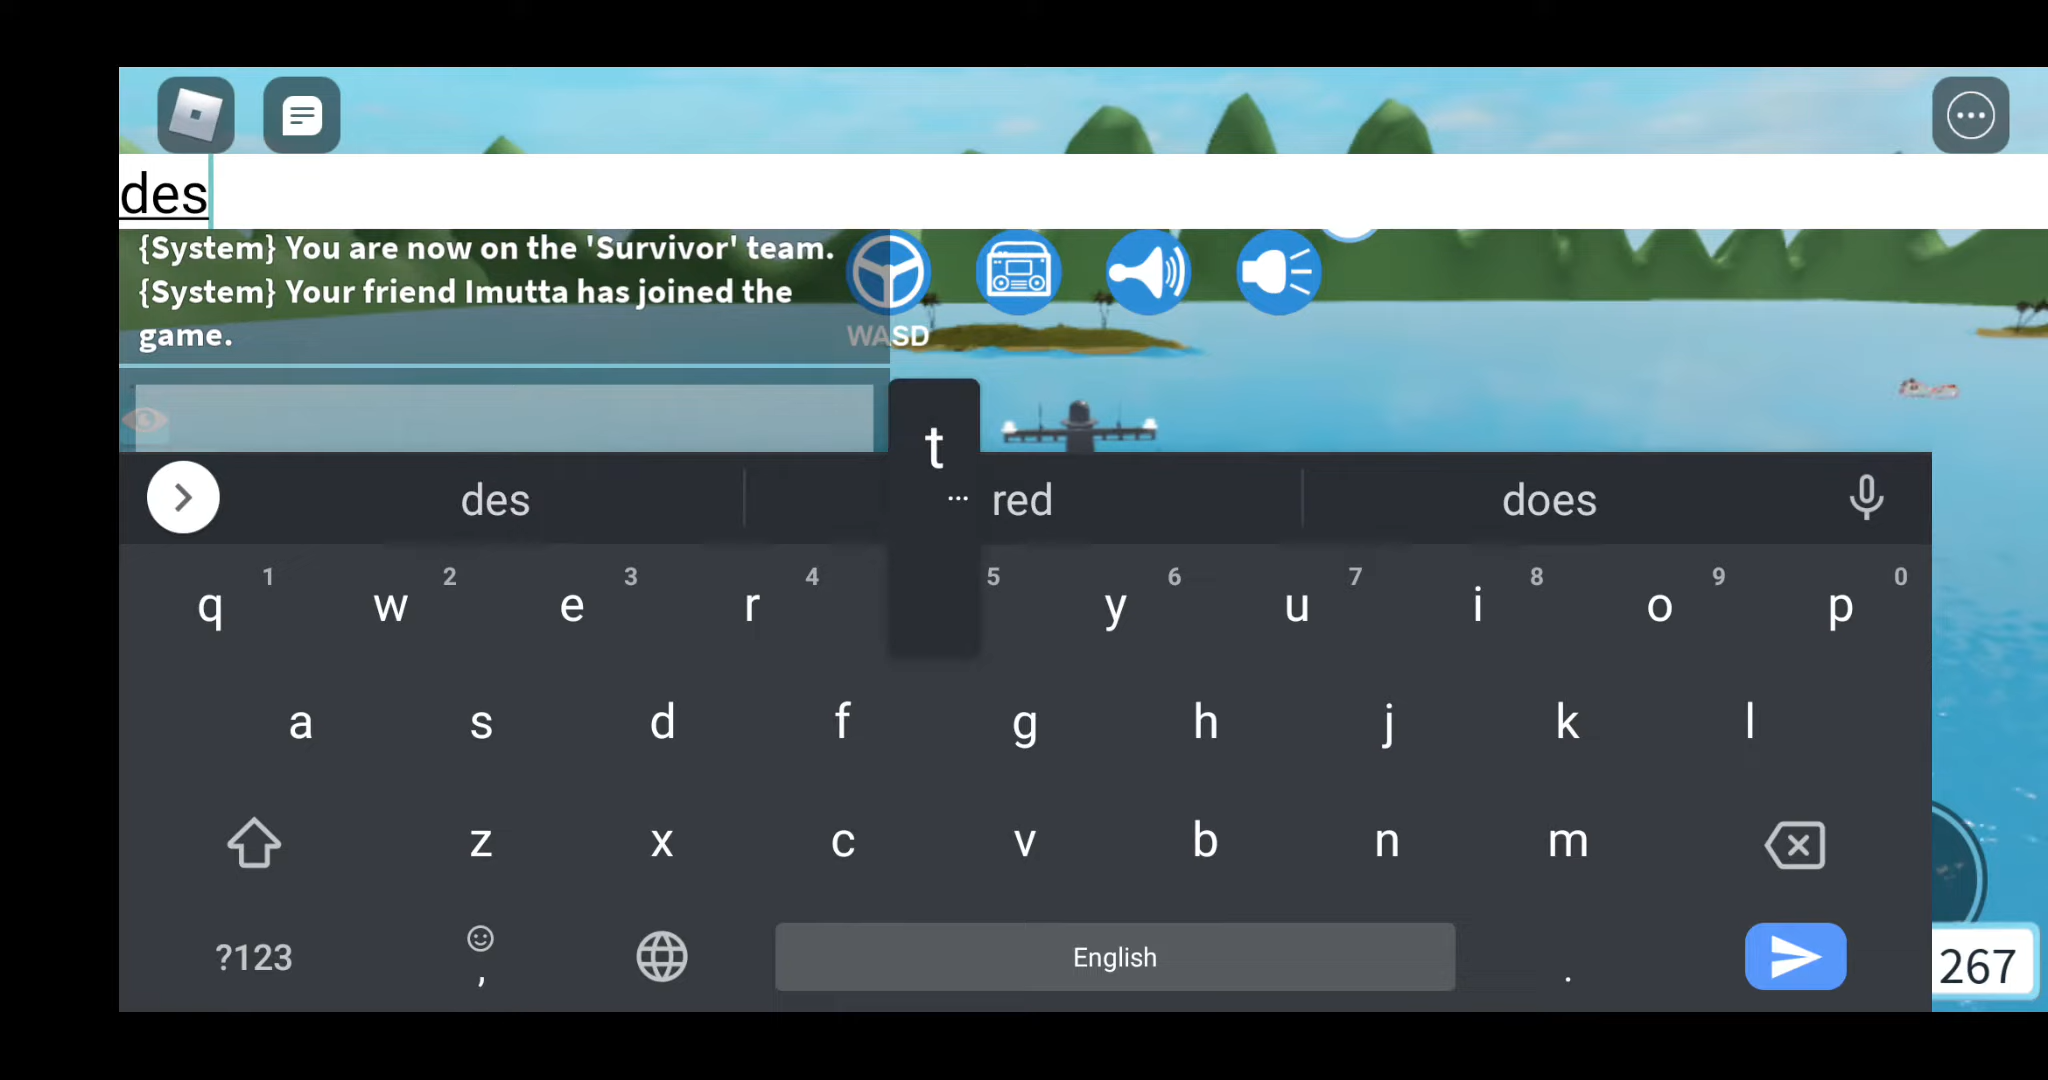 des
{System} You are now on the 'Survivor' team.
{System} Your friend Imutta has joined the
game.
WASD
t
...
des
red
does
1 2 3 4 5 6 7 8 9 0
q w e r y u i o p
a s d f g h j k l
z x c v b n m
?123 , English .
267